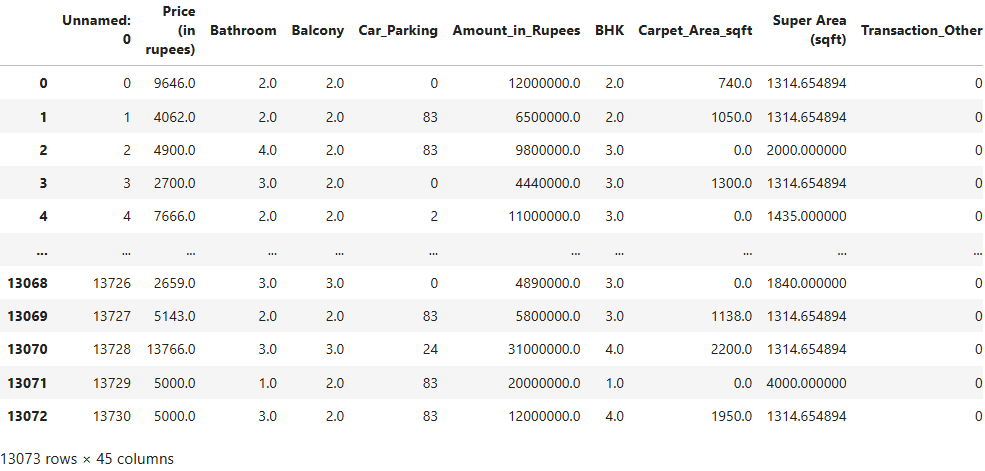 Unnamed: 0 Price (in rupees) Bathroom Balcony Car_Parking Amount_in_Rupees BHK Carpet_Area_sqft Super Area (sqft) Transaction_Other
0 0 9646.0 2.0 2.0 0 12000000.0 2.0 740.0 1314.654894 0
1 1 4062.0 2.0 2.0 83 6500000.0 2.0 1050.0 1314.654894 0
2 2 4900.0 4.0 2.0 83 9800000.0 3.0 0.0 2000.000000 0
3 3 2700.0 3.0 2.0 0 4440000.0 3.0 1300.0 1314.654894 0
4 4 7666.0 2.0 2.0 2 11000000.0 3.0 0.0 1435.000000 0
... ... ... ... ... ... ... ... ... ... ...
13068 13726 2659.0 3.0 3.0 0 4890000.0 3.0 0.0 1840.000000 0
13069 13727 5143.0 2.0 2.0 83 5800000.0 3.0 1138.0 1314.654894 0
13070 13728 13766.0 3.0 3.0 24 31000000.0 4.0 2200.0 1314.654894 0
13071 13729 5000.0 1.0 2.0 83 20000000.0 1.0 0.0 4000.000000 0
13072 13730 5000.0 3.0 2.0 83 12000000.0 4.0 1950.0 1314.654894 0
13073 rows × 45 columns